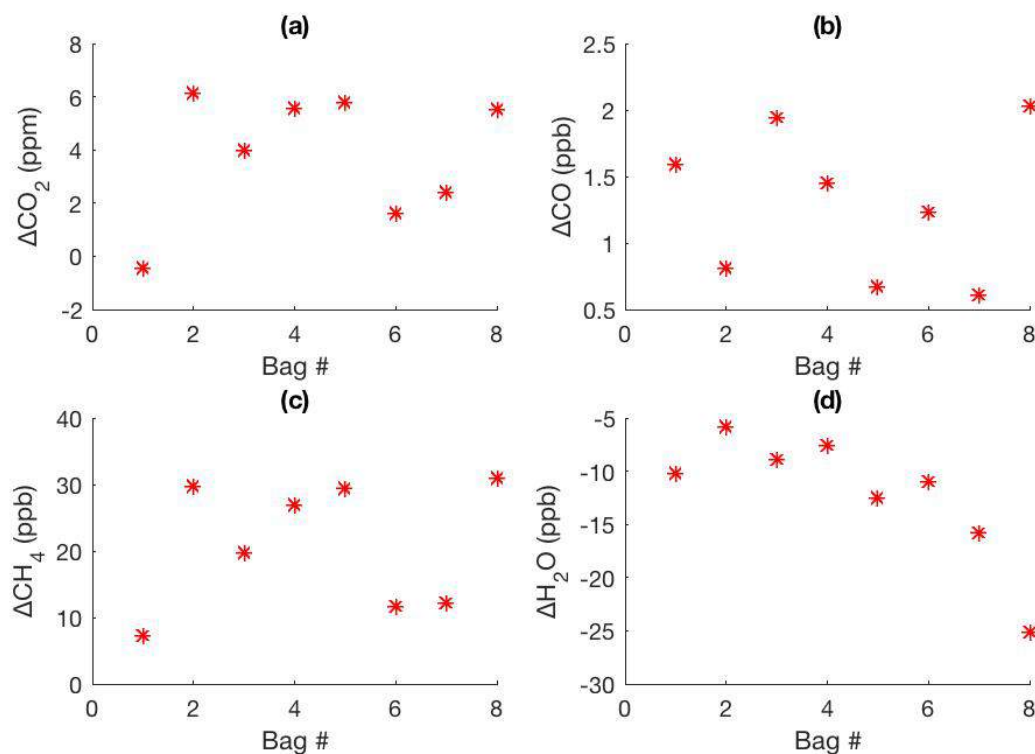 (a)
8
6
4
2
0
-2
ΔCO₂ (ppm)
0 2 4 6 8
Bag #
(b)
2.5
2
1.5
1
0.5
ΔCO (ppb)
0 2 4 6 8
Bag #
(c)
40
30
20
10
0
ΔCH₄ (ppb)
0 2 4 6 8
Bag #
(d)
-5
-10
-15
-20
-25
-30
ΔH₂O (ppb)
0 2 4 6 8
Bag #